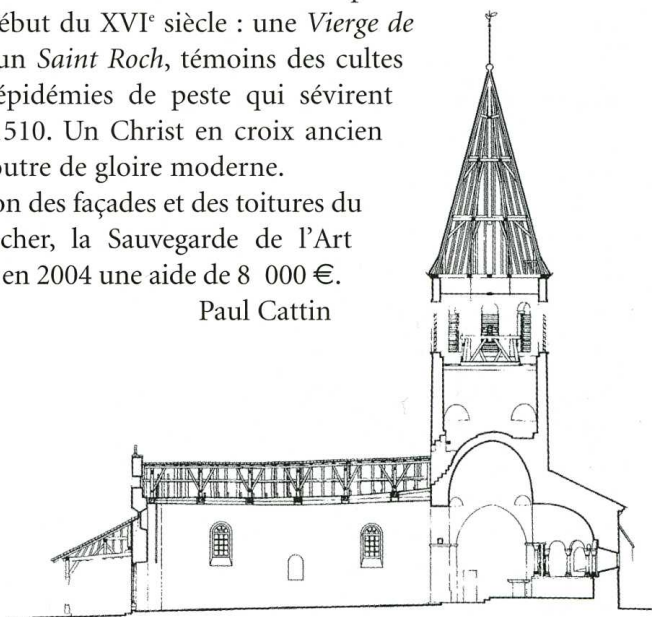 ébut du XVIᵉ siècle : une Vierge de
un Saint Roch, témoins des cultes
épidémies de peste qui sévirent
510. Un Christ en croix ancien
outre de gloire moderne.
on des façades et des toitures du
cher, la Sauvegarde de l’Art
en 2004 une aide de 8 000 €.
Paul Cattin